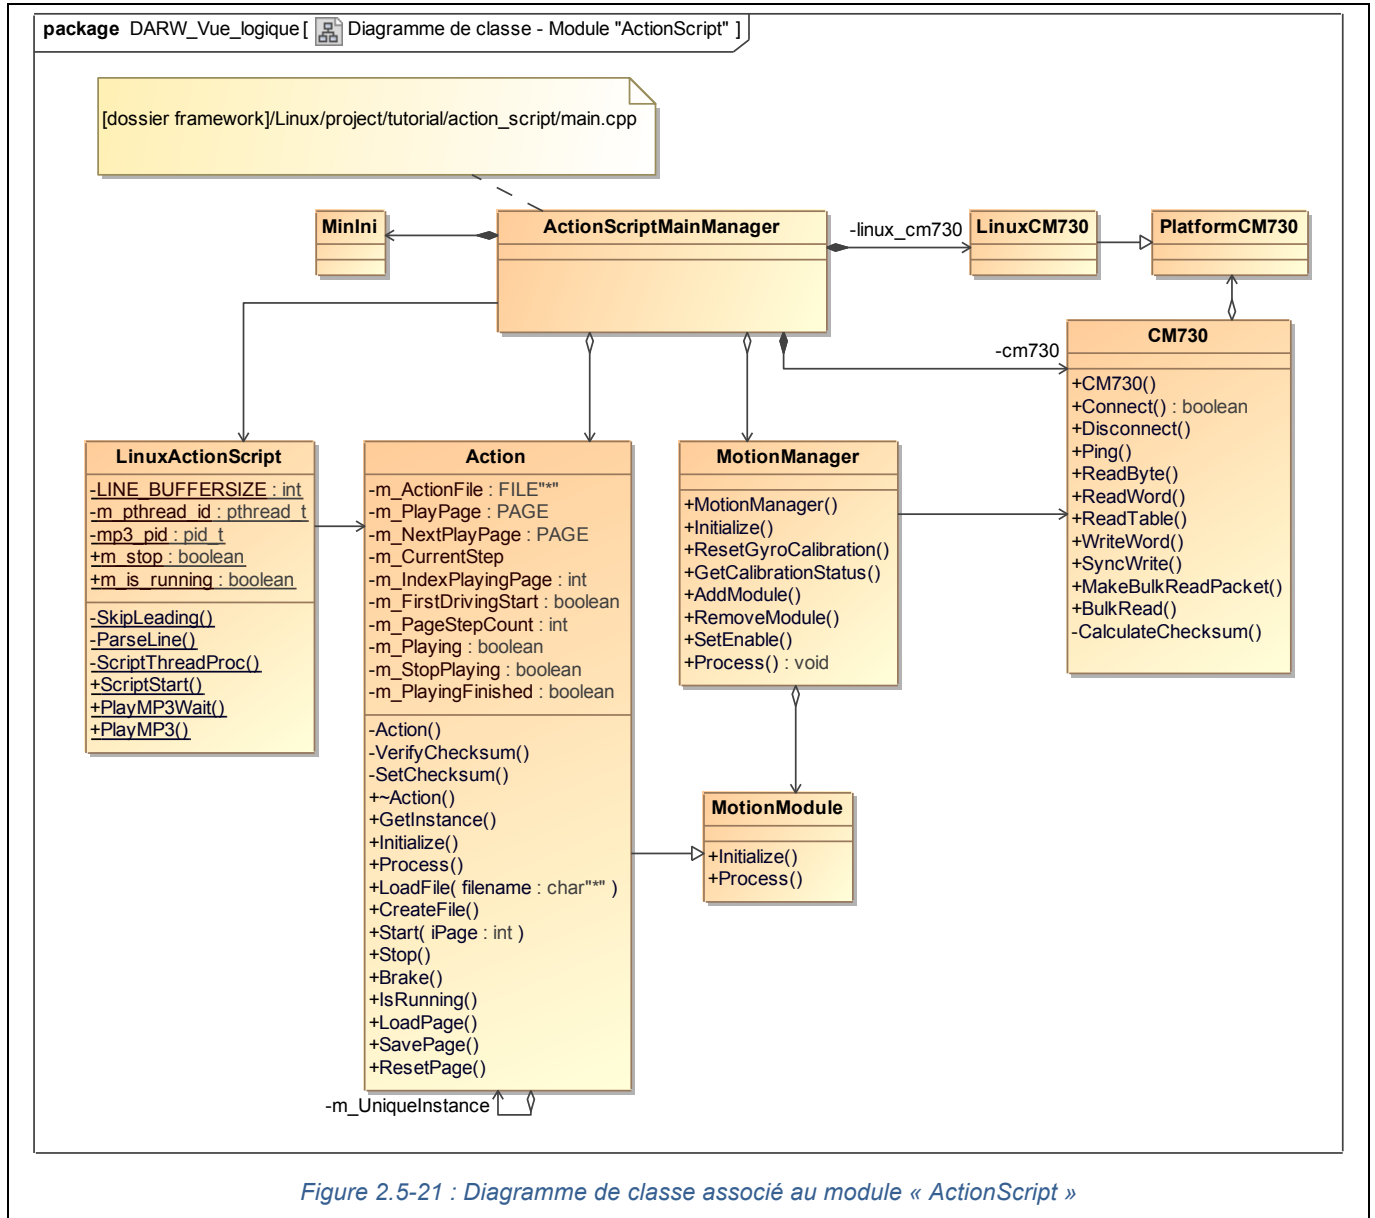 package DARW_Vue_logique [ Diagramme de classe - Module "ActionScript" ]
[dossier framework]/Linux/project/tutorial/action_script/main.cpp
MinIni
ActionScriptMainManager
-linux_cm730
LinuxCM730
PlatformCM730
-cm730
CM730
+CM730()
+Connect() : boolean
+Disconnect()
+Ping()
+ReadByte()
+ReadWord()
+ReadTable()
+WriteWord()
+SyncWrite()
+MakeBulkReadPacket()
+BulkRead()
-CalculateChecksum()
LinuxActionScript
-LINE_BUFFERSIZE : int
-m_pthread_id : pthread_t
-mp3_pid : pid_t
+m_stop : boolean
+m_is_running : boolean
-SkipLeading()
-ParseLine()
-ScriptThreadProc()
+ScriptStart()
+PlayMP3Wait()
+PlayMP3()
Action
-m_ActionFile : FILE"*"
-m_PlayPage : PAGE
-m_NextPlayPage : PAGE
-m_CurrentStep
-m_IndexPlayingPage : int
-m_FirstDrivingStart : boolean
-m_PageStepCount : int
-m_Playing : boolean
-m_StopPlaying : boolean
-m_PlayingFinished : boolean
-Action()
-VerifyChecksum()
-SetChecksum()
+~Action()
+GetInstance()
+Initialize()
+Process()
+LoadFile( filename : char"*" )
+CreateFile()
+Start( iPage : int )
+Stop()
+Brake()
+IsRunning()
+LoadPage()
+SavePage()
+ResetPage()
-m_UniqueInstance
MotionManager
+MotionManager()
+Initialize()
+ResetGyroCalibration()
+GetCalibrationStatus()
+AddModule()
+RemoveModule()
+SetEnable()
+Process() : void
MotionModule
+Initialize()
+Process()
Figure 2.5-21 : Diagramme de classe associé au module « ActionScript »